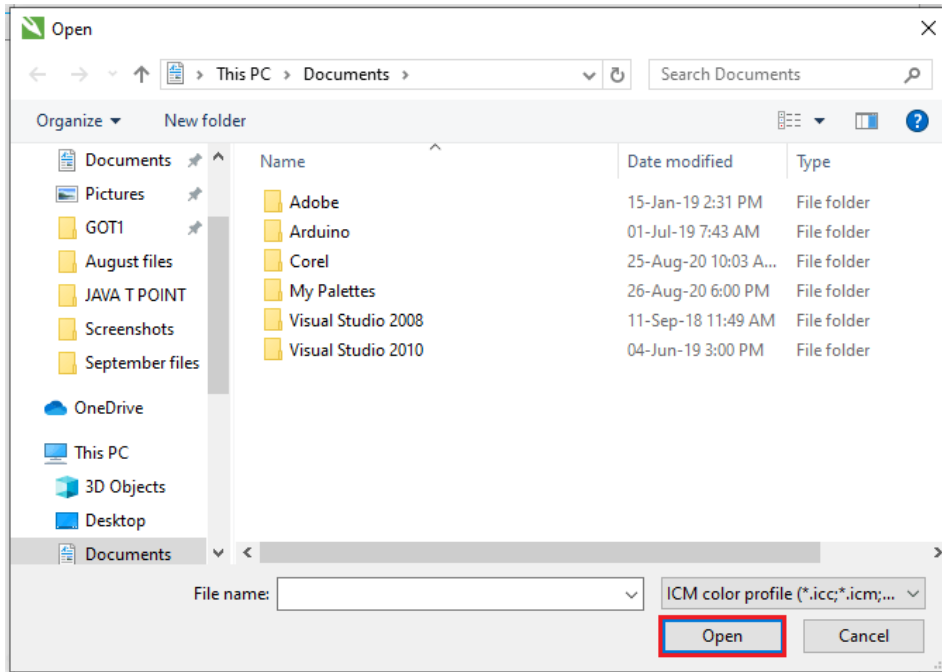 Open
This PC > Documents >
Search Documents
Organize
New folder
Name
Date modified
Type
Documents
Pictures
GOT1
August files
JAVA T POINT
Screenshots
September files
OneDrive
This PC
3D Objects
Desktop
Documents
Adobe 15-Jan-19 2:31 PM File folder
Arduino 01-Jul-19 7:43 AM File folder
Corel 25-Aug-20 10:03 A... File folder
My Palettes 26-Aug-20 6:00 PM File folder
Visual Studio 2008 11-Sep-18 11:49 AM File folder
Visual Studio 2010 04-Jun-19 3:00 PM File folder
File name:
ICM color profile (*.icc;*.icm;...
Open
Cancel